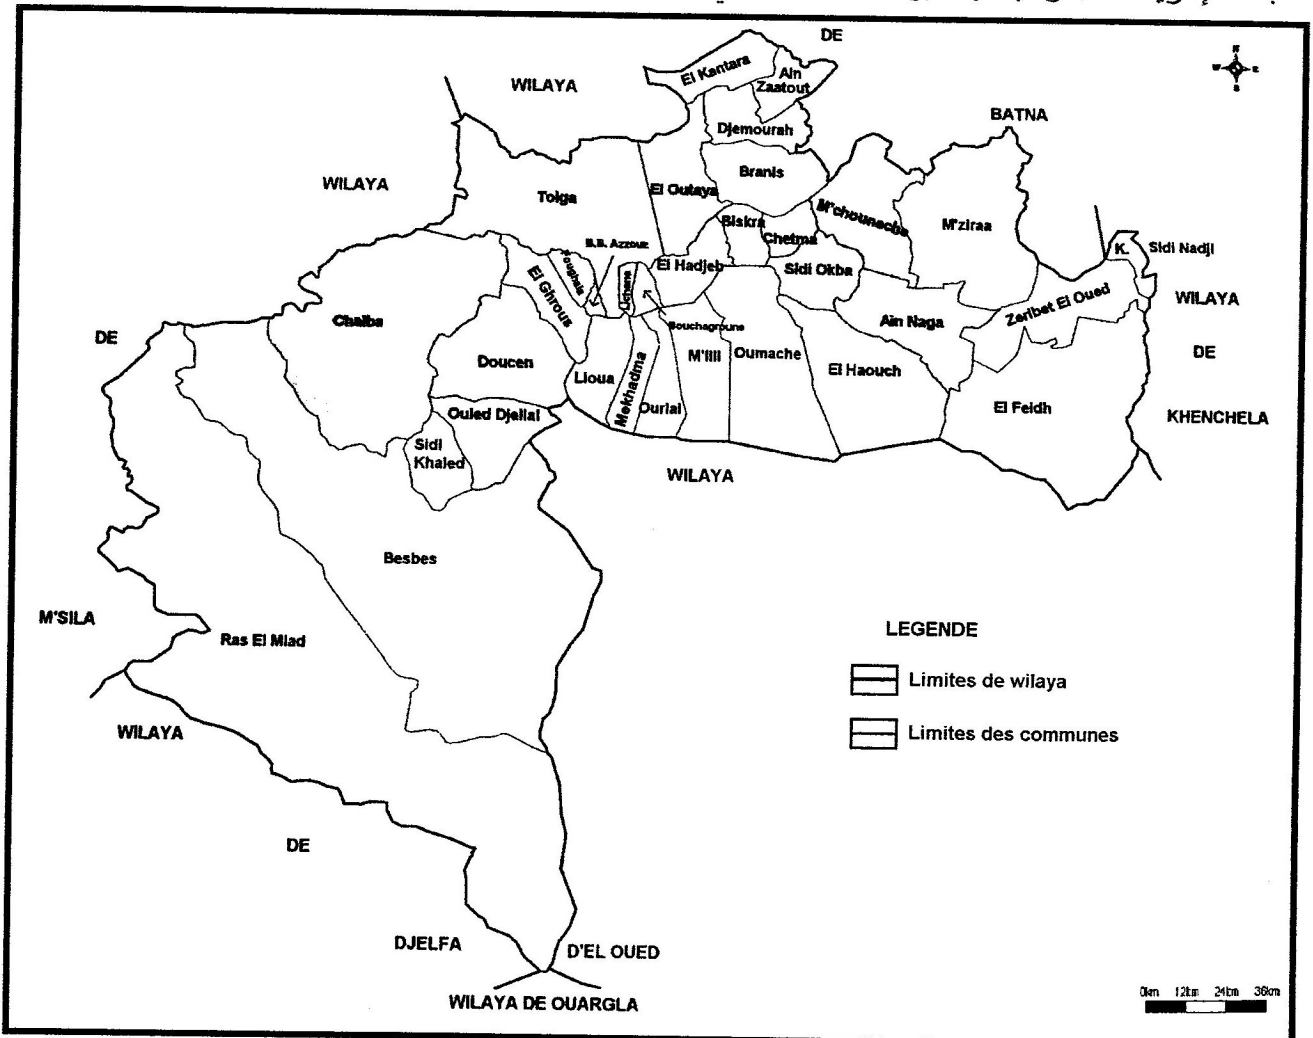 DE
WILAYA
El Kantara
Ain
Zaatout
N
W E
S
BATNA
Djemourah
Branis
WILAYA
Tolga
El Outaya
M'chouneche
M'ziraa
Biskra
Chetma
B.B. Azzouz
K. Sidi Nadji
Foughala
El Ghrous
Lichana
El Hadjeb
Sidi Okba
Zeribet El Oued
WILAYA
DE
Chaiba
Bouchagroune
Ain Naga
DE
Doucen
M'lili
Oumache
El Haouch
Lioua
Mekhadma
Ourlal
El Feidh
KHENCHELA
Ouled Djellal
Sidi
Khaled
WILAYA
Besbes
M'SILA
Ras El Miad
LEGENDE
Limites de wilaya
Limites des communes
WILAYA
DE
DJELFA
D'EL OUED
WILAYA DE OUARGLA
0km 12km 24km 36km